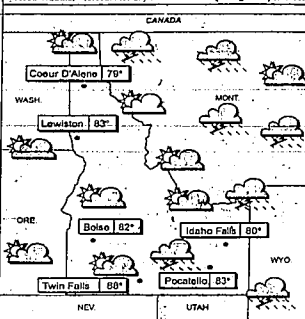 CANADA
Coeur D'Alene 79°
WASH.
MONT.
Lewiston 83°
ORE.
Boise 82°
Idaho Falls 80°
WYO.
Twin Falls 88°
Pocatello 83°
NEV.
UTAH